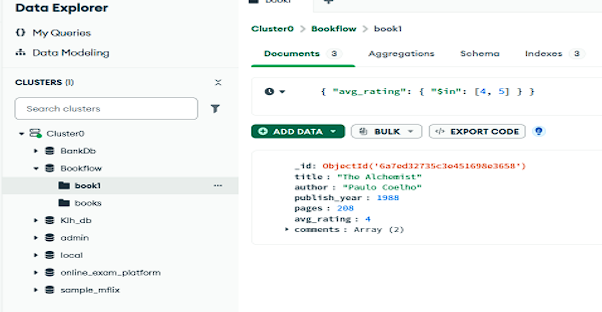 Data Explorer
My Queries
Data Modeling
CLUSTERS (1)
Search clusters
Cluster0
BankDb
Bookflow
book1
books
Klh_db
admin
local
online_exam_platform
sample_mflix
book1
Cluster0 > Bookflow > book1
Documents 3 Aggregations Schema Indexes 3
{ "avg_rating": { "$in": [4, 5] } }
ADD DATA BULK EXPORT CODE
_id: ObjectId('6a7ed32735c3e451698e3658')
title : "The Alchemist"
author : "Paulo Coelho"
publish_year : 1988
pages : 208
avg_rating : 4
comments : Array (2)